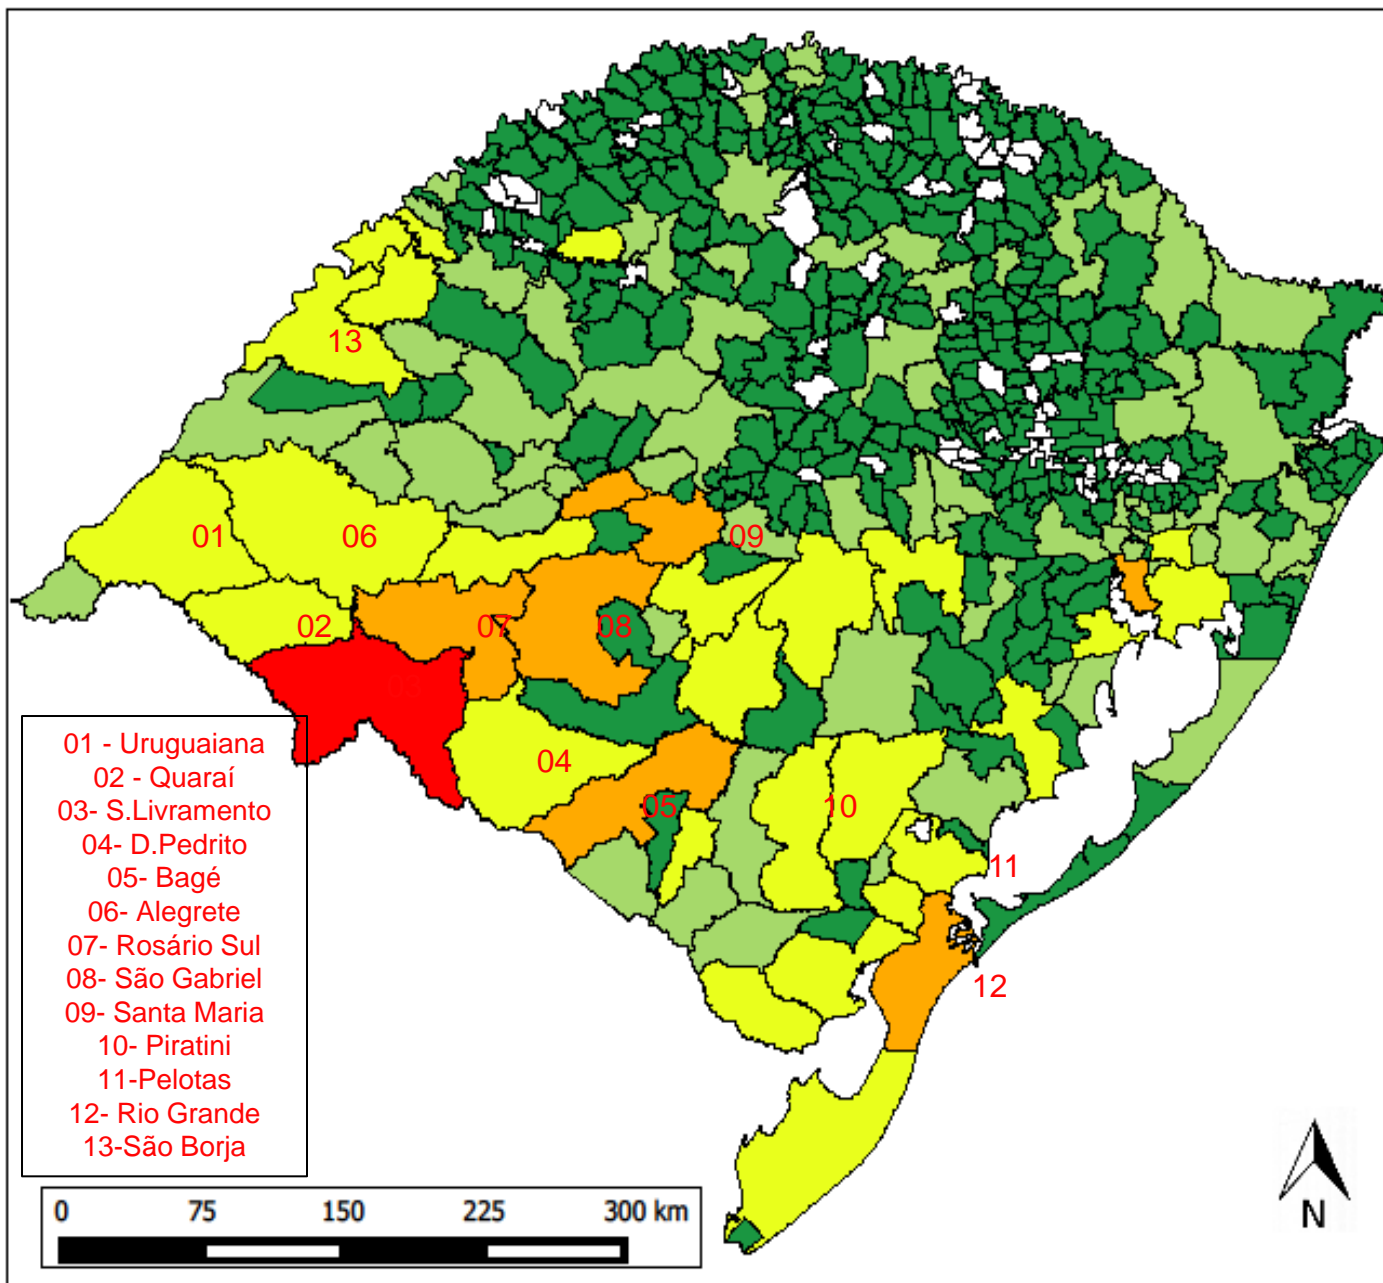 13
01
06
09
02
07
08
03
04
05
10
11
12
01 - Uruguaiana
02 - Quaraí
03- S.Livramento
04- D.Pedrito
05- Bagé
06- Alegrete
07- Rosário Sul
08- São Gabriel
09- Santa Maria
10- Piratini
11-Pelotas
12- Rio Grande
13-São Borja
0 75 150 225 300 km
N